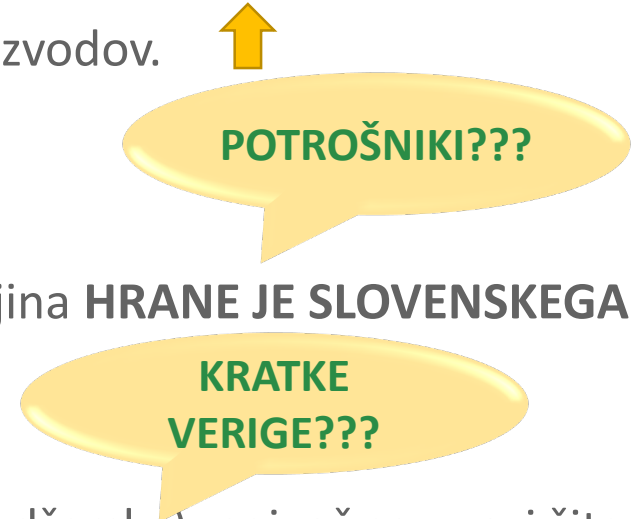 zvodov.
POTROŠNIKI???
jina HRANE JE SLOVENSKEGA
KRATKE
VERIGE???